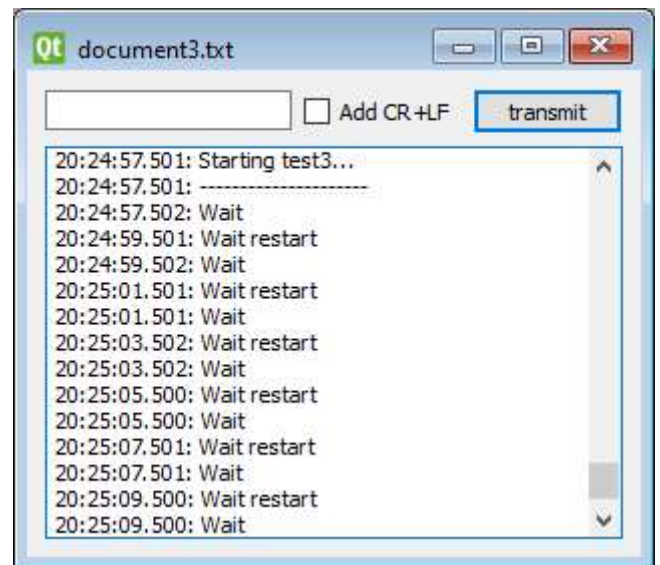 Qt document3.txt
Add CR+LF transmit
20:24:57.501: Starting test3...
20:24:57.501: ----------------------
20:24:57.502: Wait
20:24:59.501: Wait restart
20:24:59.502: Wait
20:25:01.501: Wait restart
20:25:01.501: Wait
20:25:03.502: Wait restart
20:25:03.502: Wait
20:25:05.500: Wait restart
20:25:05.500: Wait
20:25:07.501: Wait restart
20:25:07.501: Wait
20:25:09.500: Wait restart
20:25:09.500: Wait